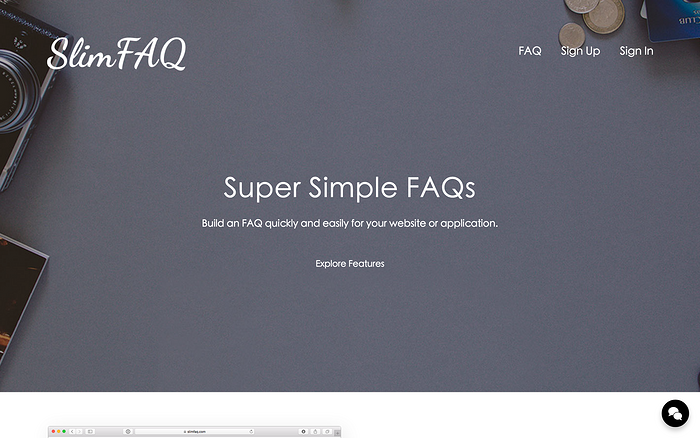 SlimFAQ
FAQ Sign Up Sign In
Super Simple FAQs
Build an FAQ quickly and easily for your website or application.
Explore Features
slimfaq.com